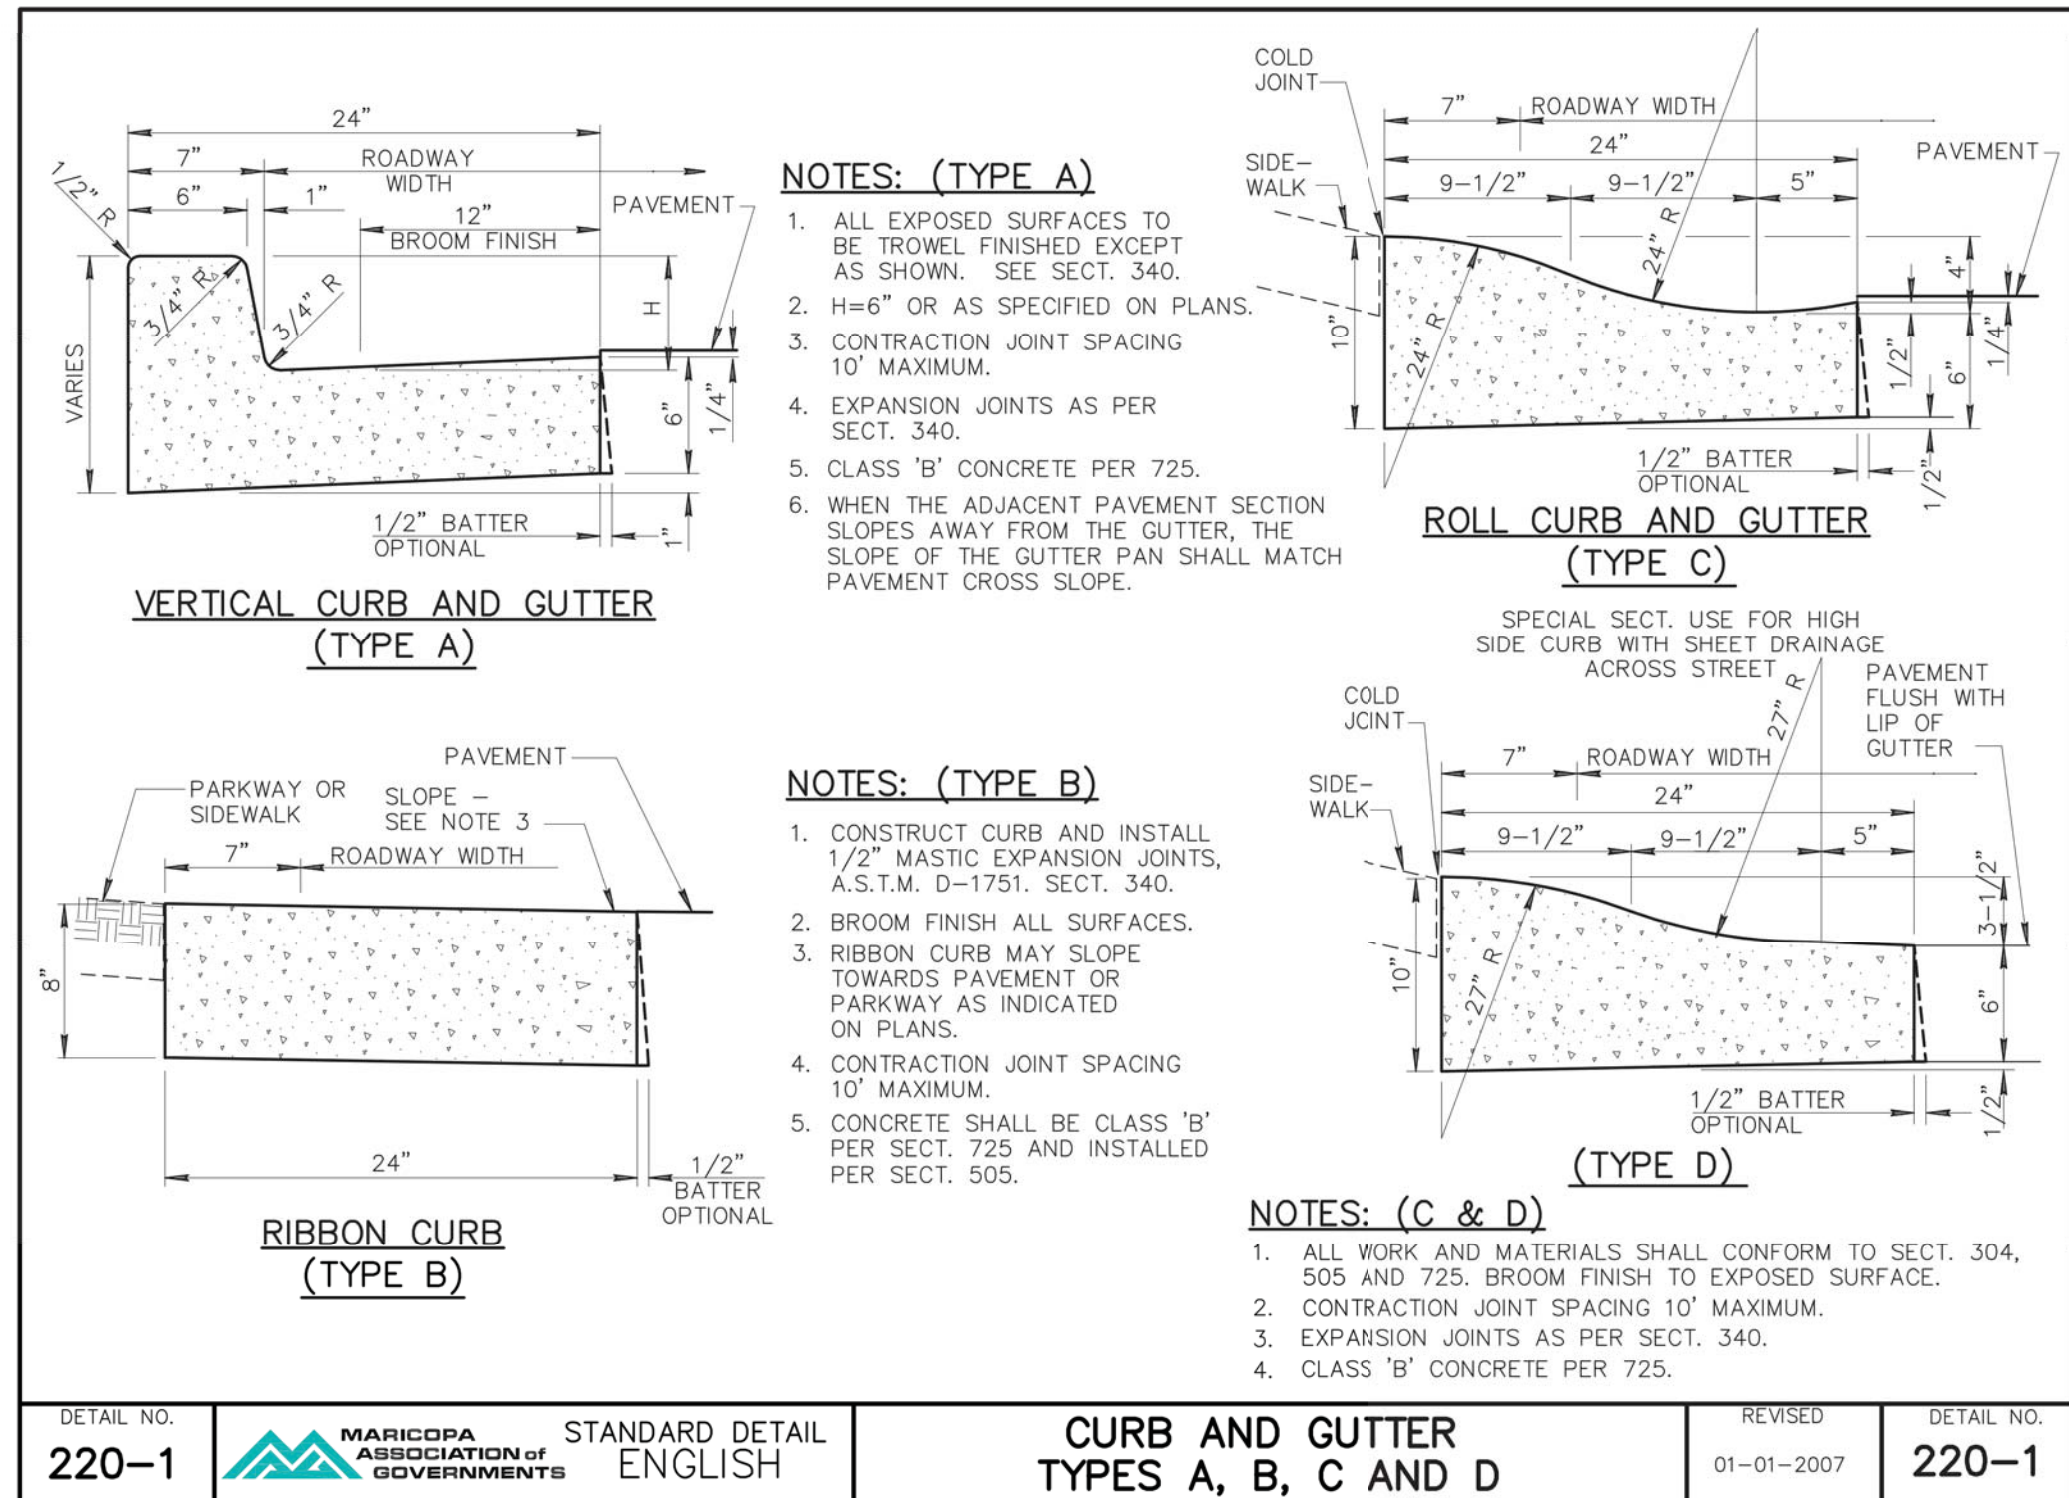 24”
7”
ROADWAY
WIDTH
1/2” R
6”
1”
12”
BROOM FINISH
PAVEMENT
3/4” R
3/4” R
H
VARIES
6”
1/4”
1/2” BATTER
OPTIONAL
1”
VERTICAL CURB AND GUTTER
(TYPE A)
NOTES: (TYPE A)
1. ALL EXPOSED SURFACES TO
BE TROWEL FINISHED EXCEPT
AS SHOWN. SEE SECT. 340.
2. H=6” OR AS SPECIFIED ON PLANS.
3. CONTRACTION JOINT SPACING
10’ MAXIMUM.
4. EXPANSION JOINTS AS PER
SECT. 340.
5. CLASS 'B' CONCRETE PER 725.
6. WHEN THE ADJACENT PAVEMENT SECTION
SLOPES AWAY FROM THE GUTTER, THE
SLOPE OF THE GUTTER PAN SHALL MATCH
PAVEMENT CROSS SLOPE.
COLD
JOINT
7”
ROADWAY WIDTH
24”
SIDE–
WALK
9–1/2”
9–1/2”
5”
PAVEMENT
24” R
24” R
4”
10”
1/4”
1/2”
6”
1/2” BATTER
OPTIONAL
1/2”
ROLL CURB AND GUTTER
(TYPE C)
PAVEMENT
PARKWAY OR
SIDEWALK
SLOPE –
SEE NOTE 3
7”
ROADWAY WIDTH
8”
24”
1/2”
BATTER
OPTIONAL
RIBBON CURB
(TYPE B)
NOTES: (TYPE B)
1. CONSTRUCT CURB AND INSTALL
1/2” MASTIC EXPANSION JOINTS,
A.S.T.M. D–1751. SECT. 340.
2. BROOM FINISH ALL SURFACES.
3. RIBBON CURB MAY SLOPE
TOWARDS PAVEMENT OR
PARKWAY AS INDICATED
ON PLANS.
4. CONTRACTION JOINT SPACING
10’ MAXIMUM.
5. CONCRETE SHALL BE CLASS 'B'
PER SECT. 725 AND INSTALLED
PER SECT. 505.
SPECIAL SECT. USE FOR HIGH
SIDE CURB WITH SHEET DRAINAGE
ACROSS STREET
COLD
JOINT
PAVEMENT
FLUSH WITH
LIP OF
GUTTER
27” R
7”
ROADWAY WIDTH
SIDE–
WALK
24”
9–1/2”
9–1/2”
5”
3–1/2”
10”
27” R
6”
1/2” BATTER
OPTIONAL
1/2”
(TYPE D)
NOTES: (C & D)
1. ALL WORK AND MATERIALS SHALL CONFORM TO SECT. 304,
505 AND 725. BROOM FINISH TO EXPOSED SURFACE.
2. CONTRACTION JOINT SPACING 10’ MAXIMUM.
3. EXPANSION JOINTS AS PER SECT. 340.
4. CLASS 'B' CONCRETE PER 725.
DETAIL NO.
220–1
MARICOPA
ASSOCIATION of
GOVERNMENTS
STANDARD DETAIL
ENGLISH
CURB AND GUTTER
TYPES A, B, C AND D
REVISED
01–01–2007
DETAIL NO.
220–1